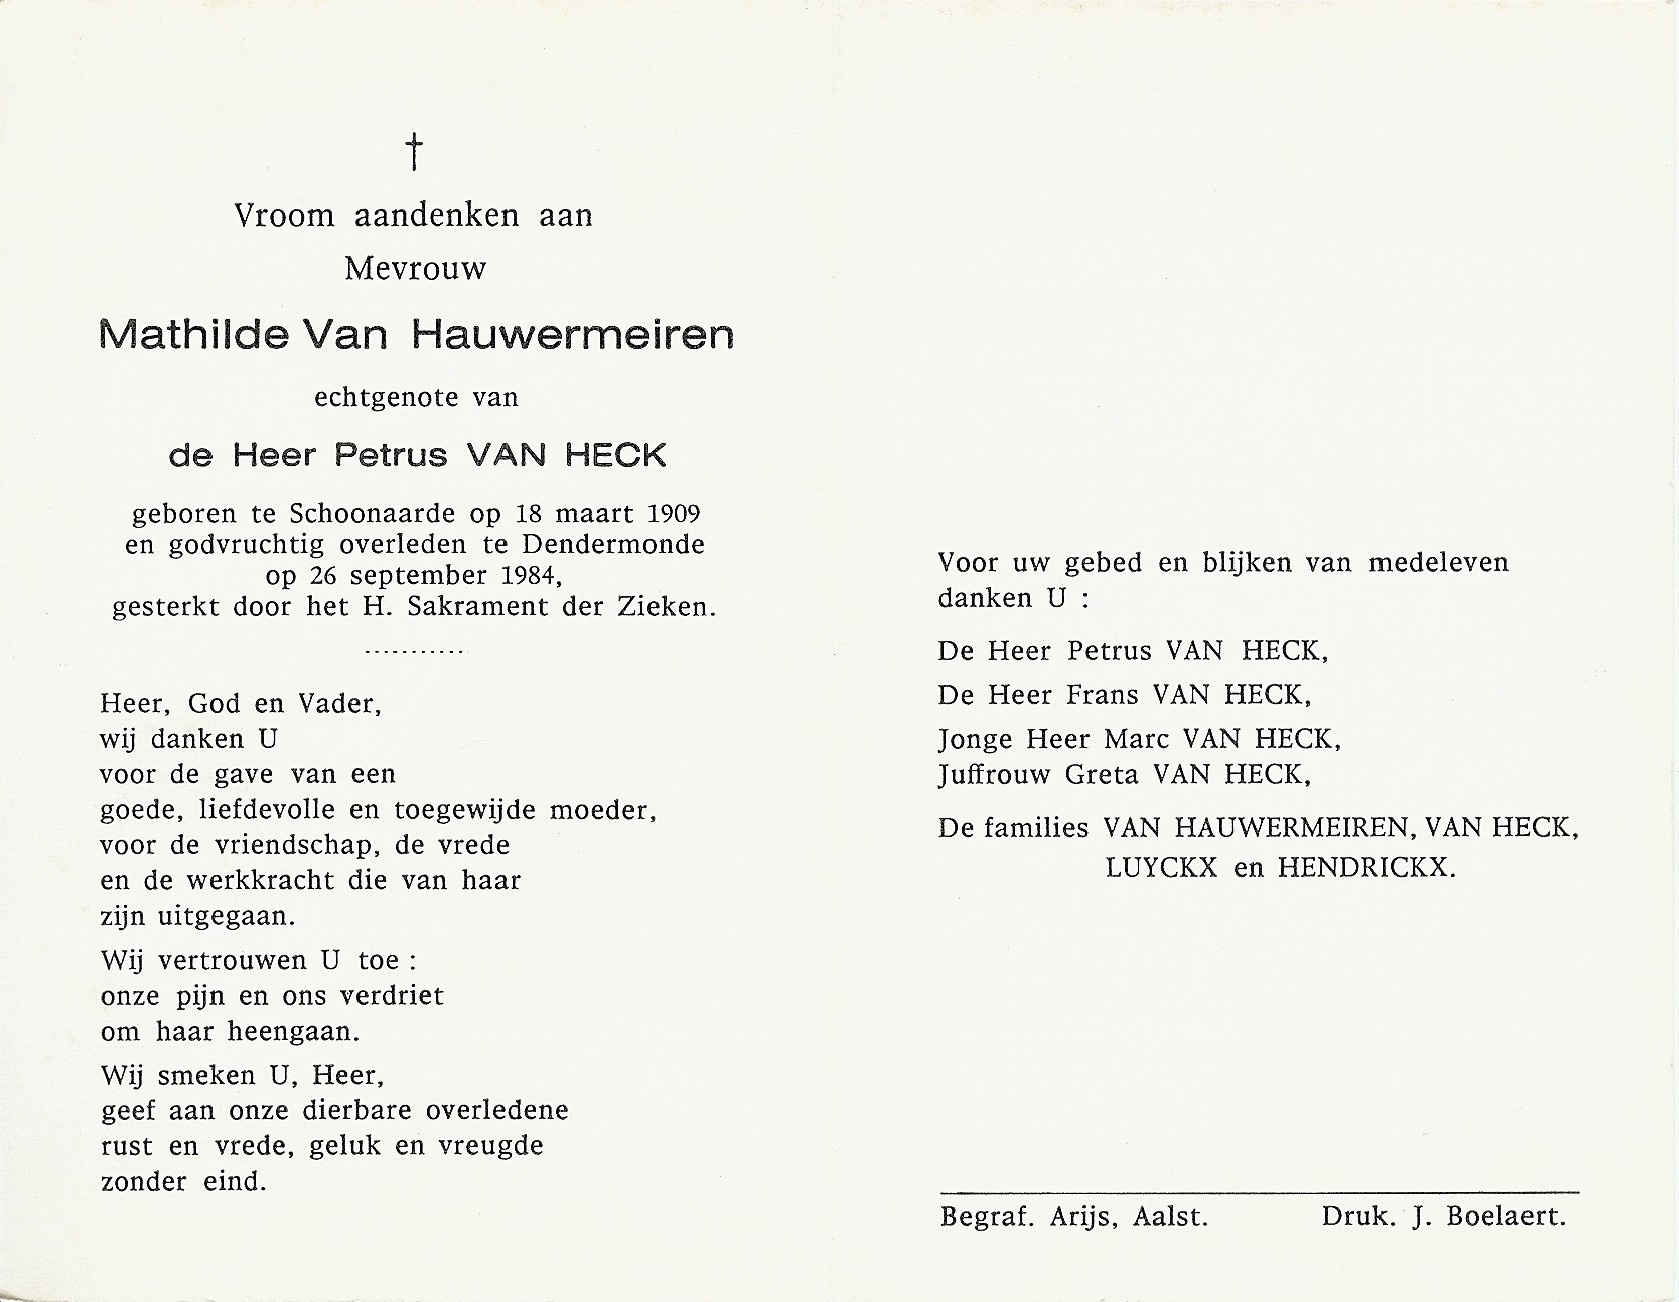 †
Vroom aandenken aan
Mevrouw
Mathilde Van Hauwermeiren
echtgenote van
de Heer Petrus VAN HECK
geboren te Schoonaarde op 18 maart 1909
en godvruchtig overleden te Dendermonde
op 26 september 1984,
gesterkt door het H. Sakrament der Zieken.
...........
Heer, God en Vader,
wij danken U
voor de gave van een
goede, liefdevolle en toegewijde moeder,
voor de vriendschap, de vrede
en de werkkracht die van haar
zijn uitgegaan.
Wij vertrouwen U toe :
onze pijn en ons verdriet
om haar heengaan.
Wij smeken U, Heer,
geef aan onze dierbare overledene
rust en vrede, geluk en vreugde
zonder eind.
Voor uw gebed en blijken van medeleven
danken U :
De Heer Petrus VAN HECK,
De Heer Frans VAN HECK,
Jonge Heer Marc VAN HECK,
Juffrouw Greta VAN HECK,
De families VAN HAUWERMEIREN, VAN HECK,
LUYCKX en HENDRICKX.
Begraf. Arijs, Aalst. Druk. J. Boelaert.